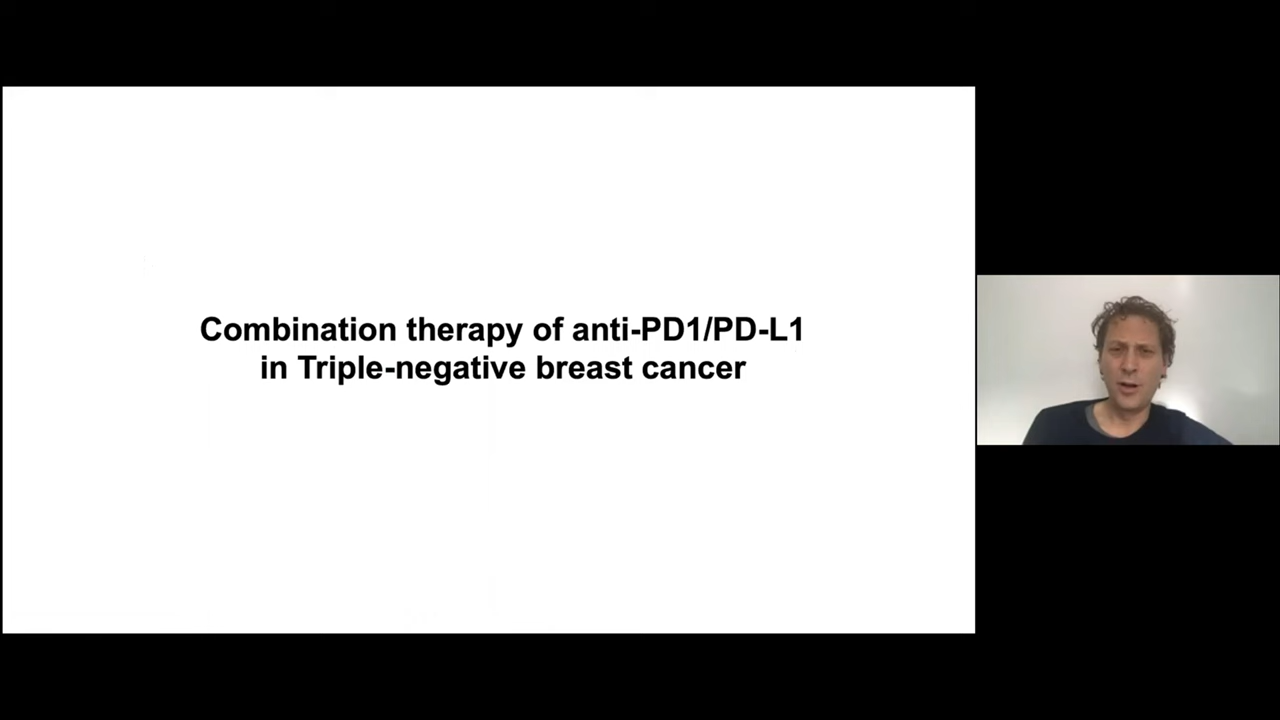 Combination therapy of anti-PD1/PD-L1
in Triple-negative breast cancer